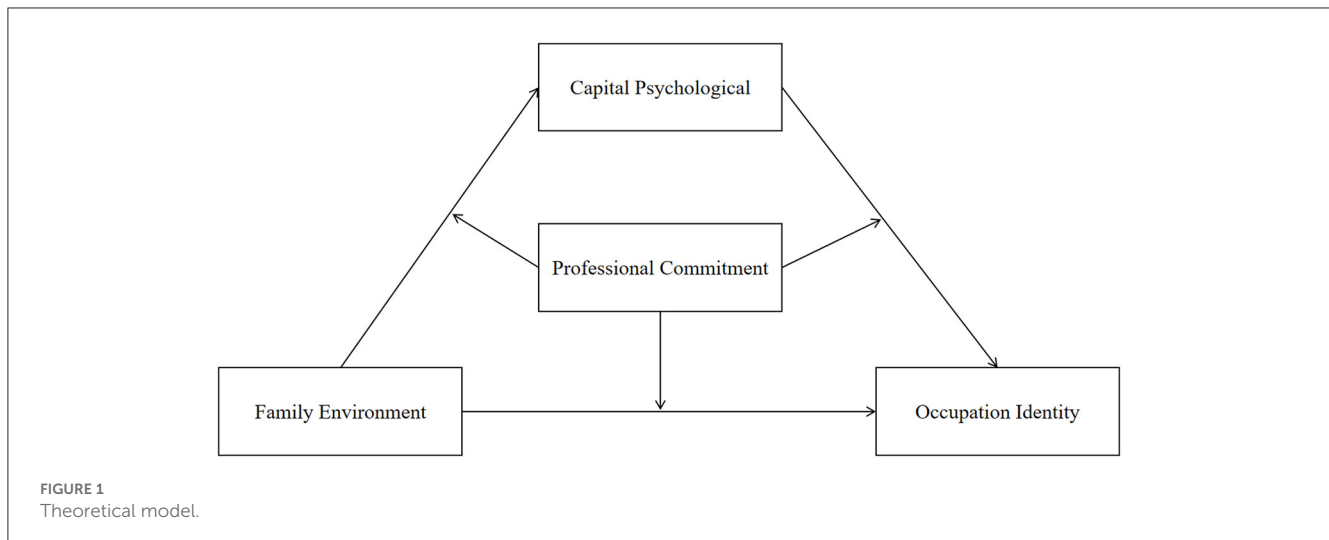 Capital Psychological
Professional Commitment
Family Environment
Occupation Identity
FIGURE 1
Theoretical model.